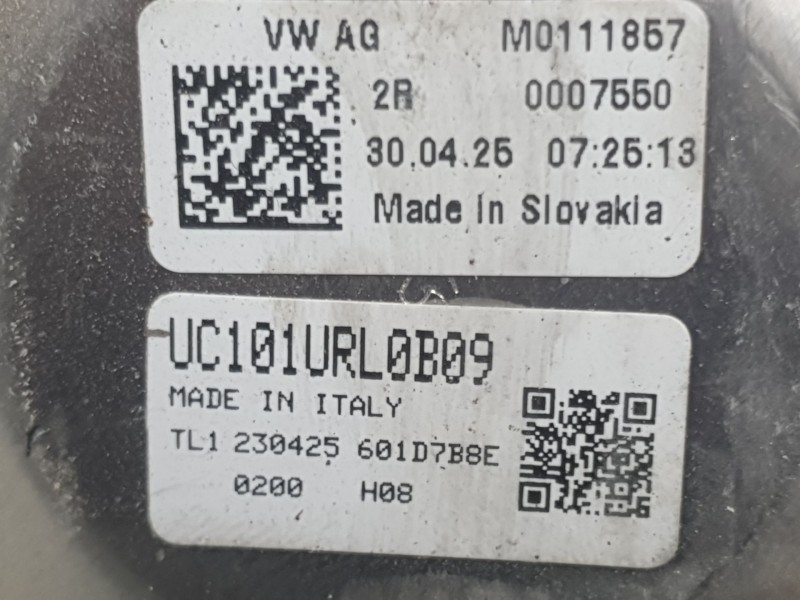 VW AG M0111857
2R 0007550
30.04.25 07:25:13
Made in Slovakia
UC101URL0B09
MADE IN ITALY
TL1 230425 601D7B8E
0200 H08